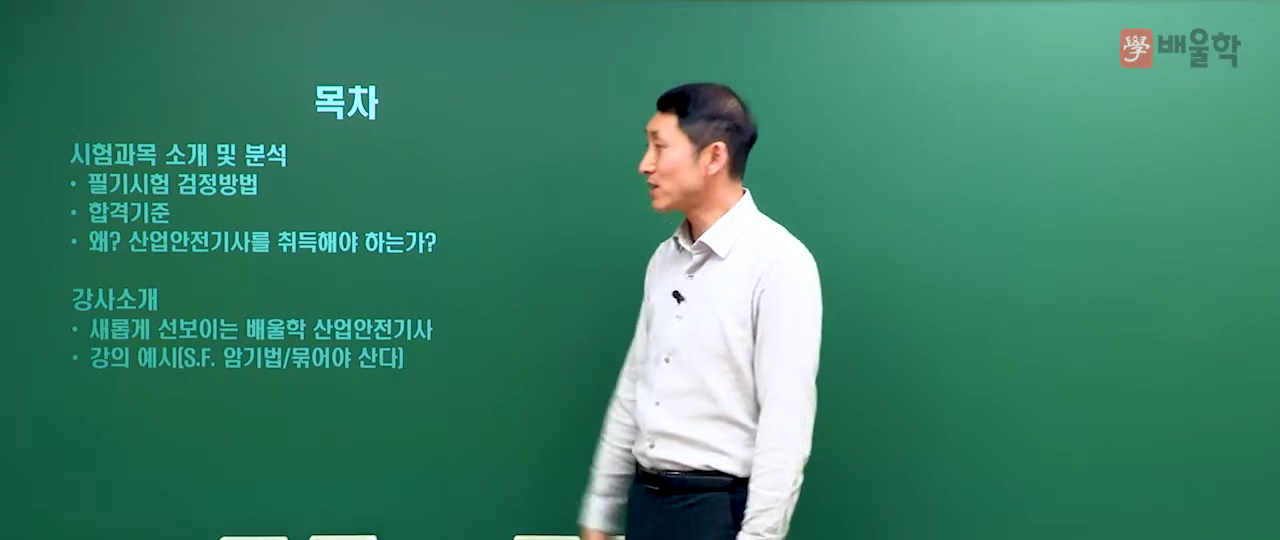 學 배울학
목차
시험과목 소개 및 분석
• 필기시험 검정방법
• 합격기준
• 왜? 산업안전기사를 취득해야 하는가?
강사소개
• 새롭게 선보이는 배울학 산업안전기사
• 강의 예시(S.F. 암기법/묶어야 산다)